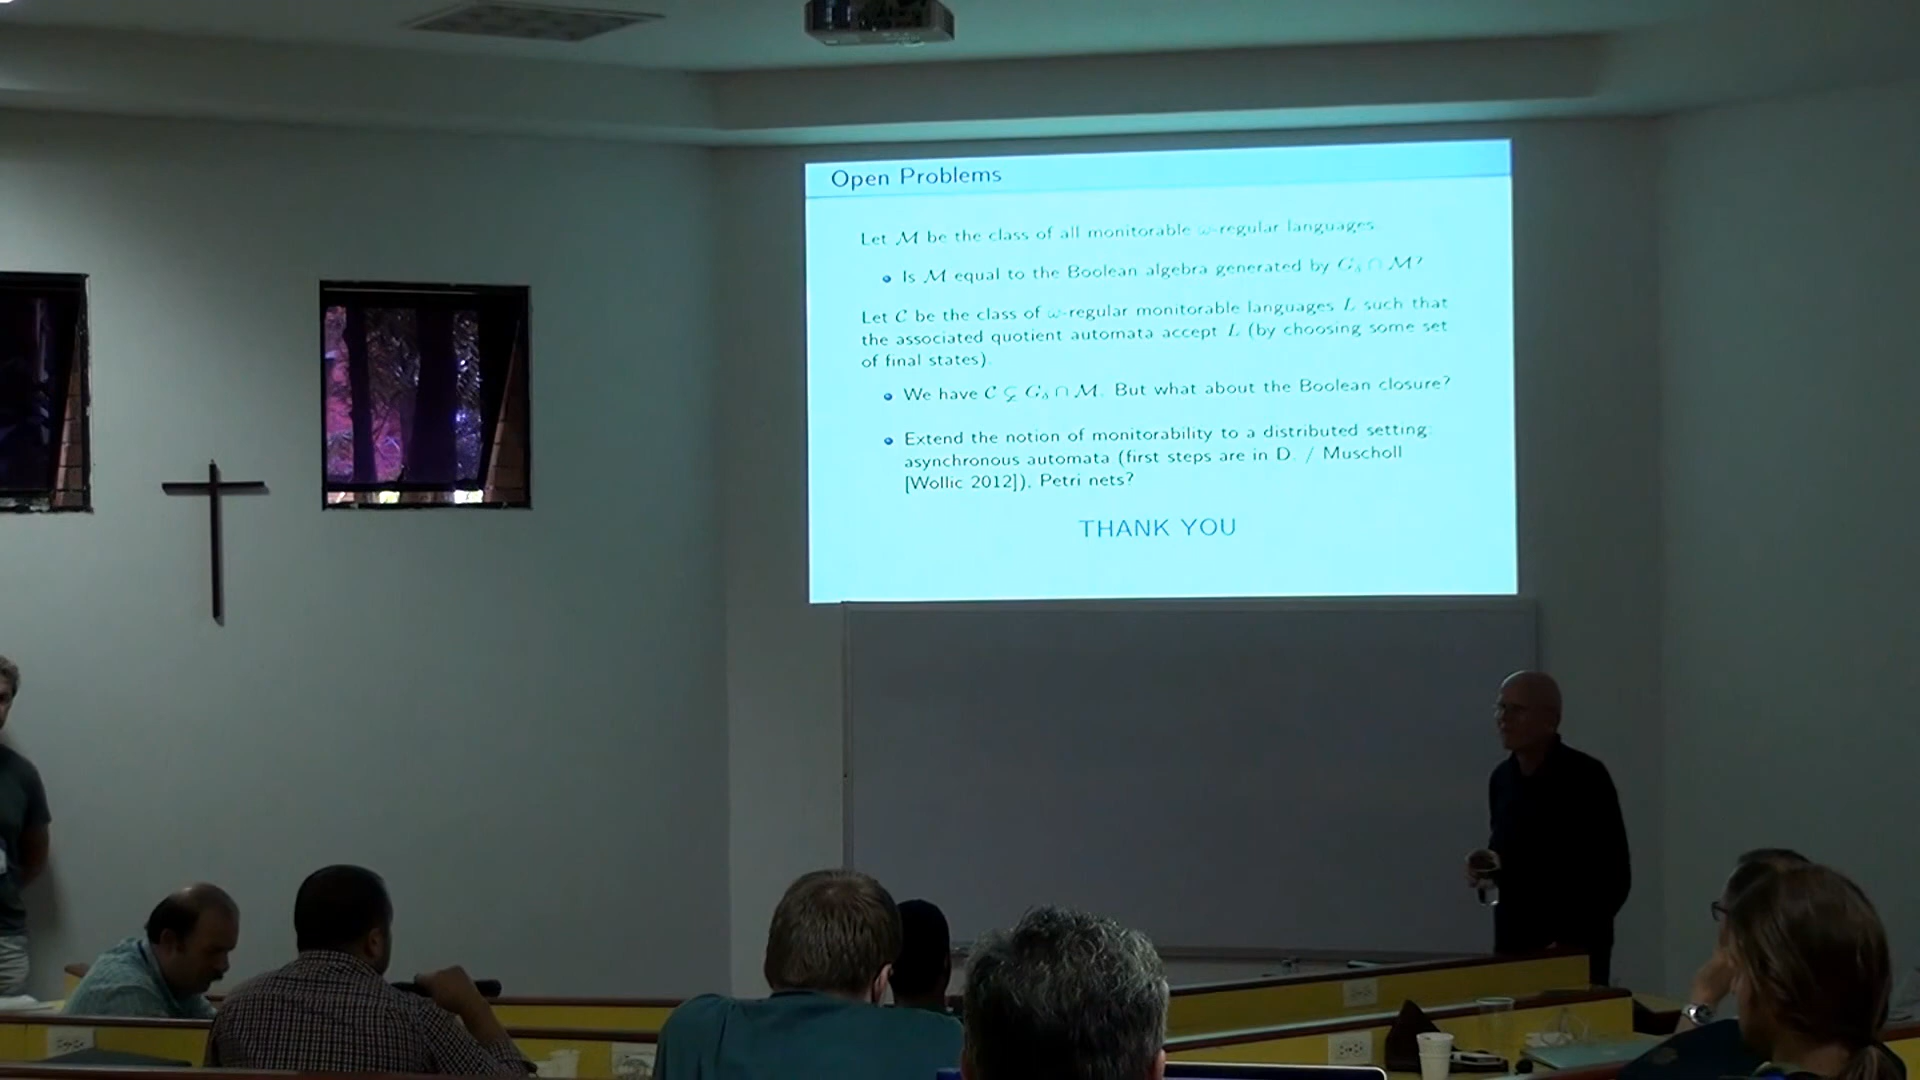 Open Problems
Let M be the class of all monitorable ω-regular languages.
Is M equal to the Boolean algebra generated by Gδ ∩ M?
Let C be the class of ω-regular monitorable languages L such that
the associated quotient automata accept L (by choosing some set
of final states).
We have C ⊊ Gδ ∩ M. But what about the Boolean closure?
Extend the notion of monitorability to a distributed setting:
asynchronous automata (first steps are in D. / Muscholl
[Wollic 2012]), Petri nets?
THANK YOU